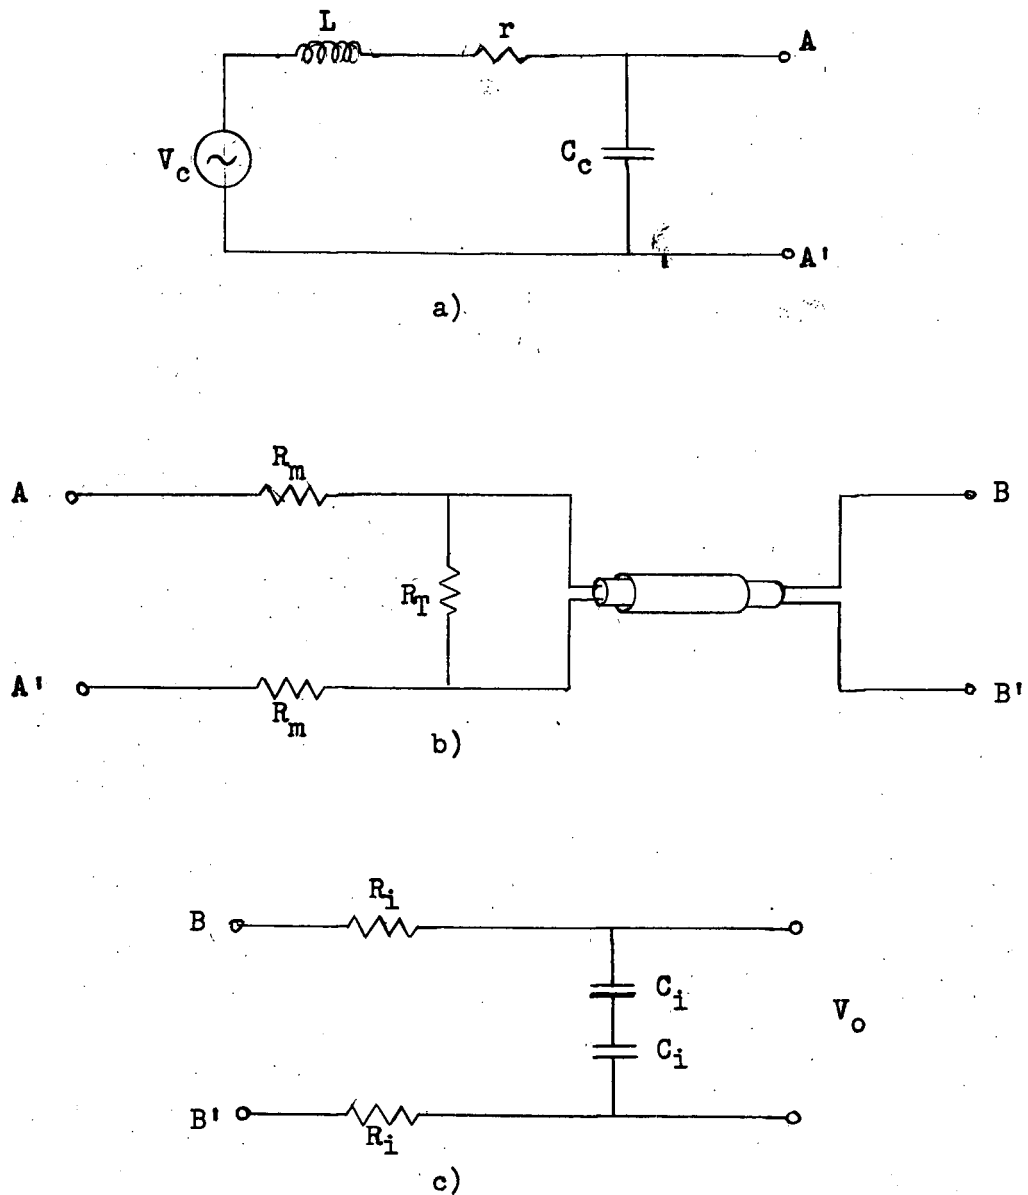 L r A
V_c C_c
A'
a)
R_m
A B
R_T
A' B'
R_m
b)
R_i
B
C_i
V_o
C_i
B'
R_i
c)